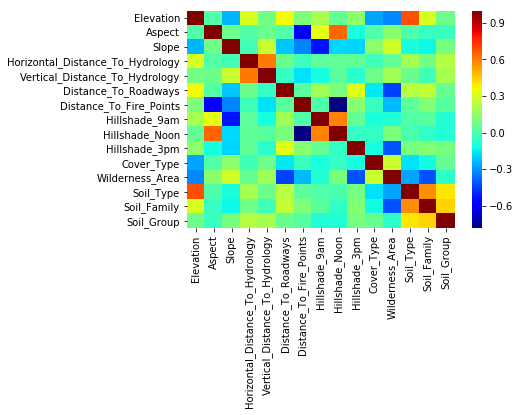 Elevation
Aspect
Slope
Horizontal_Distance_To_Hydrology
Vertical_Distance_To_Hydrology
Distance_To_Roadways
Distance_To_Fire_Points
Hillshade_9am
Hillshade_Noon
Hillshade_3pm
Cover_Type
Wilderness_Area
Soil_Type
Soil_Family
Soil_Group
Elevation
Aspect
Slope
Horizontal_Distance_To_Hydrology
Vertical_Distance_To_Hydrology
Distance_To_Roadways
Distance_To_Fire_Points
Hillshade_9am
Hillshade_Noon
Hillshade_3pm
Cover_Type
Wilderness_Area
Soil_Type
Soil_Family
Soil_Group
0.9
0.6
0.3
0.0
−0.3
−0.6